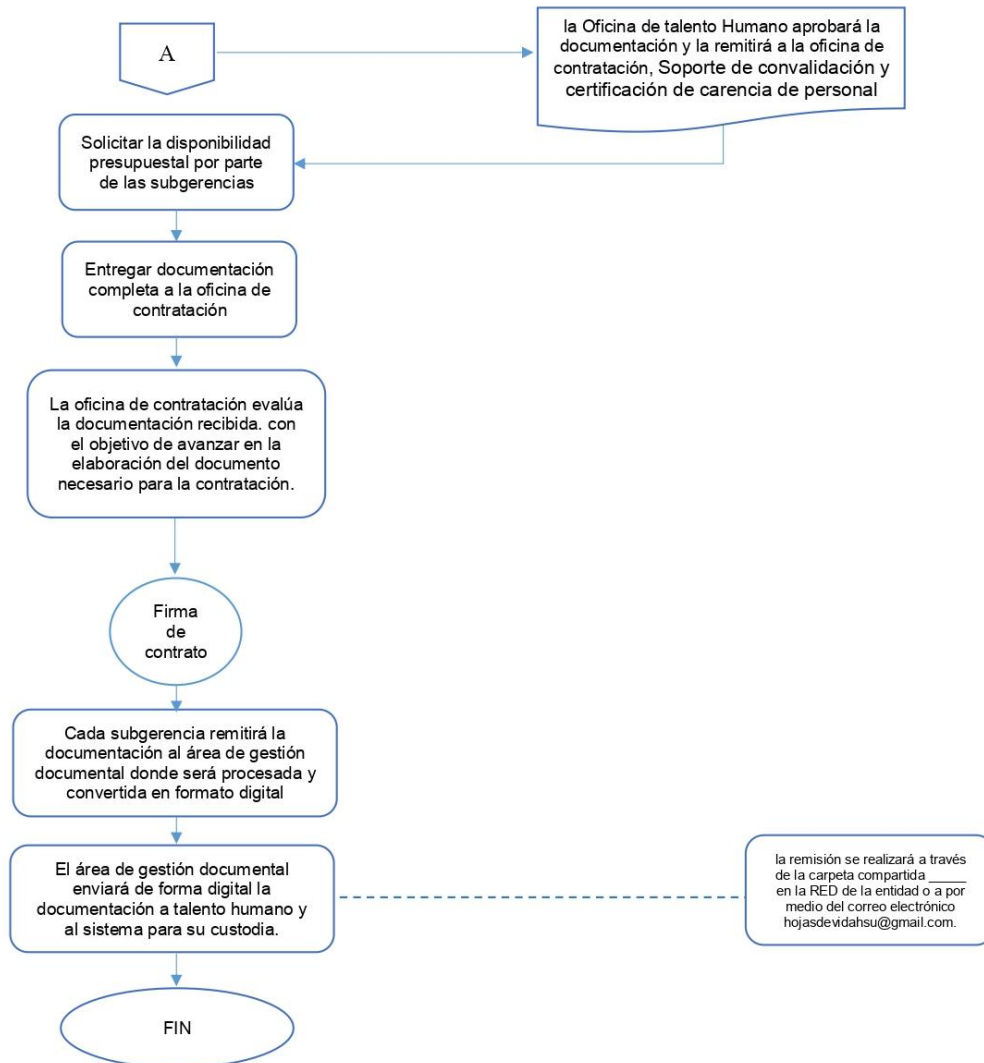 A
la Oficina de talento Humano aprobará la
documentación y la remitirá a la oficina de
contratación, Soporte de convalidación y
certificación de carencia de personal
Solicitar la disponibilidad
presupuestal por parte
de las subgerencias
Entregar documentación
completa a la oficina de
contratación
La oficina de contratación evalúa
la documentación recibida. con
el objetivo de avanzar en la
elaboración del documento
necesario para la contratación.
Firma
de
contrato
Cada subgerencia remitirá la
documentación al área de gestión
documental donde será procesada y
convertida en formato digital
El área de gestión documental
enviará de forma digital la
documentación a talento humano y
al sistema para su custodia.
la remisión se realizará a través
de la carpeta compartida _____
en la RED de la entidad o a por
medio del correo electrónico
hojasdevidahsu@gmail.com.
FIN